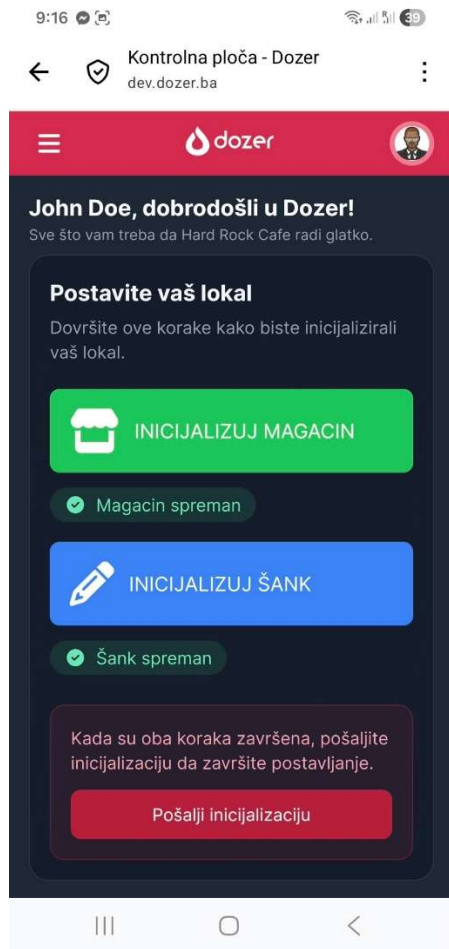 9:16
39
Kontrolna ploča - Dozer
dev.dozer.ba
dozer
John Doe, dobrodošli u Dozer!
Sve što vam treba da Hard Rock Cafe radi glatko.
Postavite vaš lokal
Dovršite ove korake kako biste inicijalizirali
vaš lokal.
INICIJALIZUJ MAGACIN
Magacin spreman
INICIJALIZUJ ŠANK
Šank spreman
Kada su oba koraka završena, pošaljite
inicijalizaciju da završite postavljanje.
Pošalji inicijalizaciju